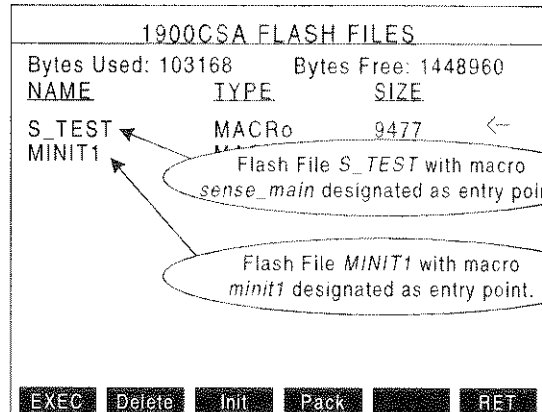 1900CSA FLASH FILES
Bytes Used: 103168 Bytes Free: 1448960
NAME TYPE SIZE
S_TEST MACRo 9477 <-
MINIT1
Flash File S_TEST with macro
sense_main designated as entry
Flash File MINIT1 with macro
minit1 designated as entry point.
EXEC Delete Init Pack RET